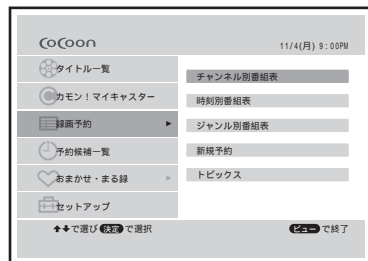 CoCoon
11/4(月) 9:00PM
タイトル一覧
カモン！マイキャスター
録画予約
予約候補一覧
おまかせ・まる録
セットアップ
チャンネル別番組表
時刻別番組表
ジャンル別番組表
新規予約
トピックス
↑↓で選び 決定 で選択
ビュー で終了